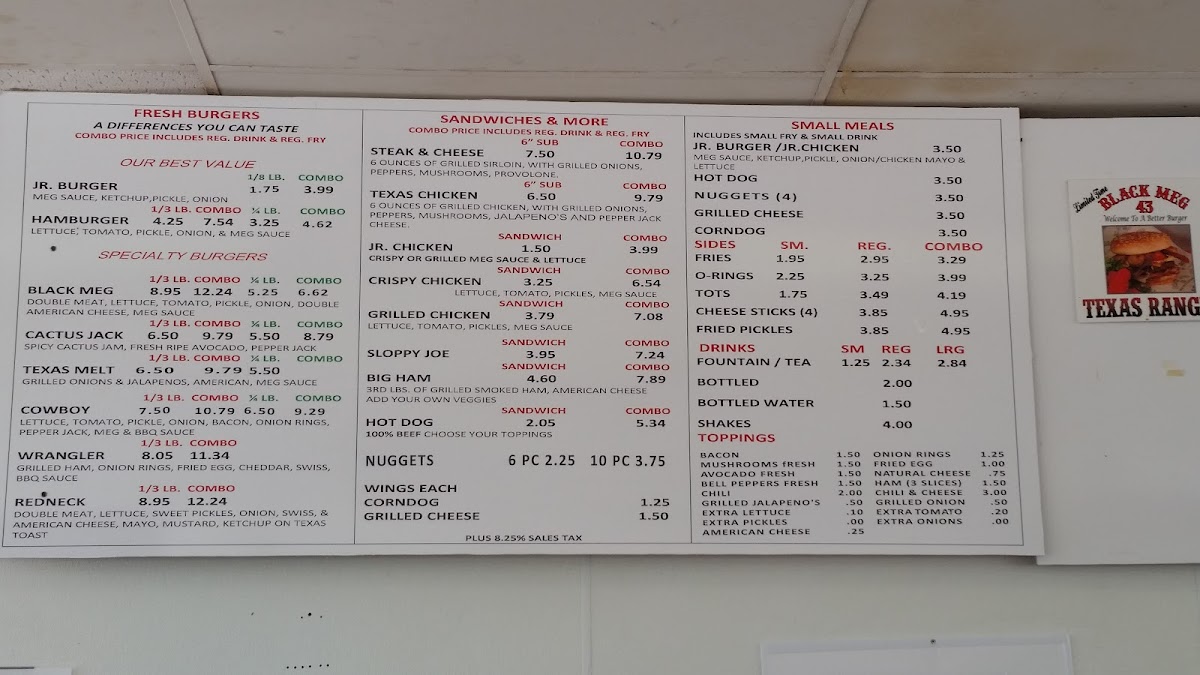 FRESH BURGERS
A DIFFERENCES YOU CAN TASTE
COMBO PRICE INCLUDES REG. DRINK & REG. FRY
OUR BEST VALUE
1/8 LB. COMBO
JR. BURGER 1.75 3.99
MEG SAUCE, KETCHUP,PICKLE, ONION
1/3 LB. COMBO ¼ LB. COMBO
HAMBURGER 4.25 7.54 3.25 4.62
LETTUCE, TOMATO, PICKLE, ONION, & MEG SAUCE
SPECIALTY BURGERS
1/3 LB. COMBO ¼ LB. COMBO
BLACK MEG 8.95 12.24 5.25 6.62
DOUBLE MEAT, LETTUCE, TOMATO, PICKLE, ONION, DOUBLE
AMERICAN CHEESE, MEG SAUCE
1/3 LB. COMBO ¼ LB. COMBO
CACTUS JACK 6.50 9.79 5.50 8.79
SPICY CACTUS JAM, FRESH RIPE AVOCADO, PEPPER JACK
1/3 LB. COMBO ¼ LB. COMBO
TEXAS MELT 6.50 9.79 5.50
GRILLED ONIONS & JALAPENOS, AMERICAN, MEG SAUCE
1/3 LB. COMBO ¼ LB. COMBO
COWBOY 7.50 10.79 6.50 9.29
LETTUCE, TOMATO, PICKLE, ONION, BACON, ONION RINGS,
PEPPER JACK, MEG & BBQ SAUCE
1/3 LB. COMBO
WRANGLER 8.05 11.34
GRILLED HAM, ONION RINGS, FRIED EGG, CHEDDAR, SWISS,
BBQ SAUCE
1/3 LB. COMBO
REDNECK 8.95 12.24
DOUBLE MEAT, LETTUCE, SWEET PICKLES, ONION, SWISS, &
AMERICAN CHEESE, MAYO, MUSTARD, KETCHUP ON TEXAS
TOAST
SANDWICHES & MORE
COMBO PRICE INCLUDES REG. DRINK & REG. FRY
6" SUB COMBO
STEAK & CHEESE 7.50 10.79
6 OUNCES OF GRILLED SIRLOIN, WITH GRILLED ONIONS,
PEPPERS, MUSHROOMS, PROVOLONE.
6" SUB COMBO
TEXAS CHICKEN 6.50 9.79
6 OUNCES OF GRILLED CHICKEN, WITH GRILLED ONIONS,
PEPPERS, MUSHROOMS, JALAPENO'S AND PEPPER JACK
CHEESE.
SANDWICH COMBO
JR. CHICKEN 1.50 3.99
CRISPY OR GRILLED MEG SAUCE & LETTUCE
SANDWICH COMBO
CRISPY CHICKEN 3.25 6.54
LETTUCE, TOMATO, PICKLES, MEG SAUCE
SANDWICH COMBO
GRILLED CHICKEN 3.79 7.08
LETTUCE, TOMATO, PICKLES, MEG SAUCE
SANDWICH COMBO
SLOPPY JOE 3.95 7.24
SANDWICH COMBO
BIG HAM 4.60 7.89
3RD LBS. OF GRILLED SMOKED HAM, AMERICAN CHEESE
ADD YOUR OWN VEGGIES
SANDWICH COMBO
HOT DOG 2.05 5.34
100% BEEF CHOOSE YOUR TOPPINGS
NUGGETS 6 PC 2.25 10 PC 3.75
WINGS EACH
CORNDOG 1.25
GRILLED CHEESE 1.50
PLUS 8.25% SALES TAX
SMALL MEALS
INCLUDES SMALL FRY & SMALL DRINK
JR. BURGER /JR.CHICKEN 3.50
MEG SAUCE, KETCHUP,PICKLE, ONION/CHICKEN MAYO &
LETTUCE
HOT DOG 3.50
NUGGETS (4) 3.50
GRILLED CHEESE 3.50
CORNDOG 3.50
SIDES SM. REG. COMBO
FRIES 1.95 2.95 3.29
O-RINGS 2.25 3.25 3.99
TOTS 1.75 3.49 4.19
CHEESE STICKS (4) 3.85 4.95
FRIED PICKLES 3.85 4.95
DRINKS SM REG LRG
FOUNTAIN / TEA 1.25 2.34 2.84
BOTTLED 2.00
BOTTLED WATER 1.50
SHAKES 4.00
TOPPINGS
BACON 1.50 ONION RINGS 1.25
MUSHROOMS fRESH 1.50 FRIED EGG 1.00
AVOCADO FRESH 1.50 NATURAL CHEESE .75
BELL PEPPERS FRESH 1.50 HAM (3 SLICES) 1.50
CHILI 2.00 CHILI & CHEESE 3.00
GRILLED JALAPENO'S .50 GRILLED ONION .50
EXTRA LETTUCE .10 EXTRA TOMATO .20
EXTRA PICKLES .00 EXTRA ONIONS .00
AMERICAN CHEESE .25
Limited Time
BLACK MEG
43
Welcome To A Better Burger
TEXAS RANG